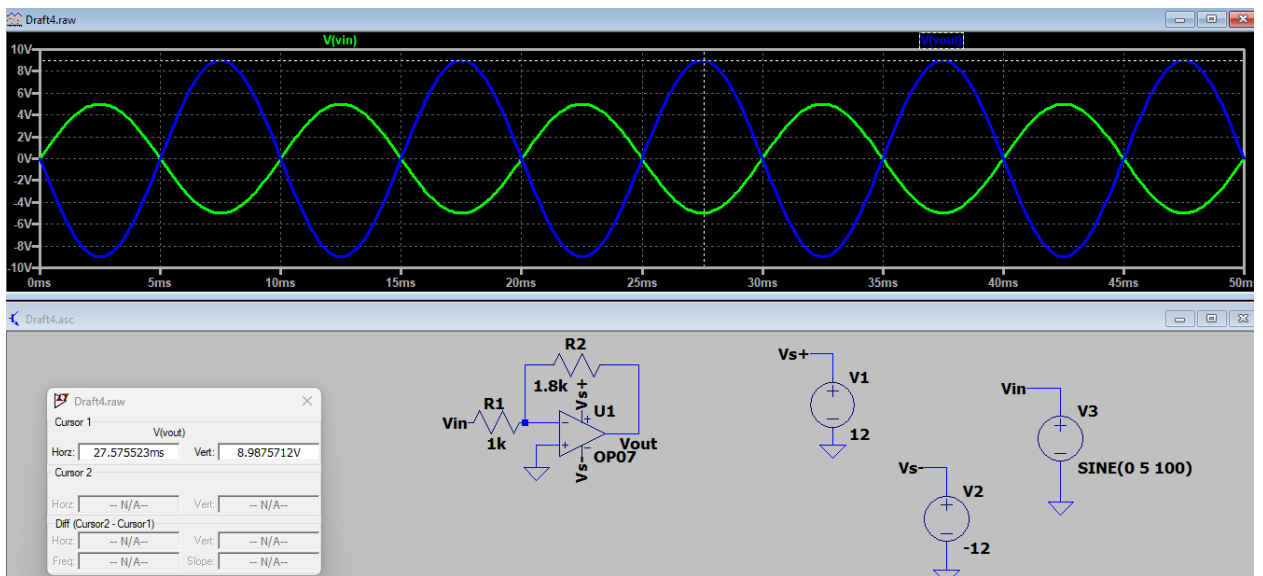 Draft4.raw
V(vin) V(vout)
10V
8V
6V
4V
2V
0V
-2V
-4V
-6V
-8V
-10V
0ms 5ms 10ms 15ms 20ms 25ms 30ms 35ms 40ms 45ms 50ms
Draft4.asc
Draft4.raw
Cursor 1
V(vout)
Horz: 27.575523ms Vert: 8.9875712V
Cursor 2
Horz: -- N/A-- Vert: -- N/A--
Diff (Cursor2 - Cursor1)
Horz: -- N/A-- Vert: -- N/A--
Freq: -- N/A-- Slope: -- N/A--
R2
1.8k
Vs+
R1
U1
Vin
1k
Vout
OP07
Vs-
Vs+
V1
12
Vs-
V2
-12
Vin
V3
SINE(0 5 100)